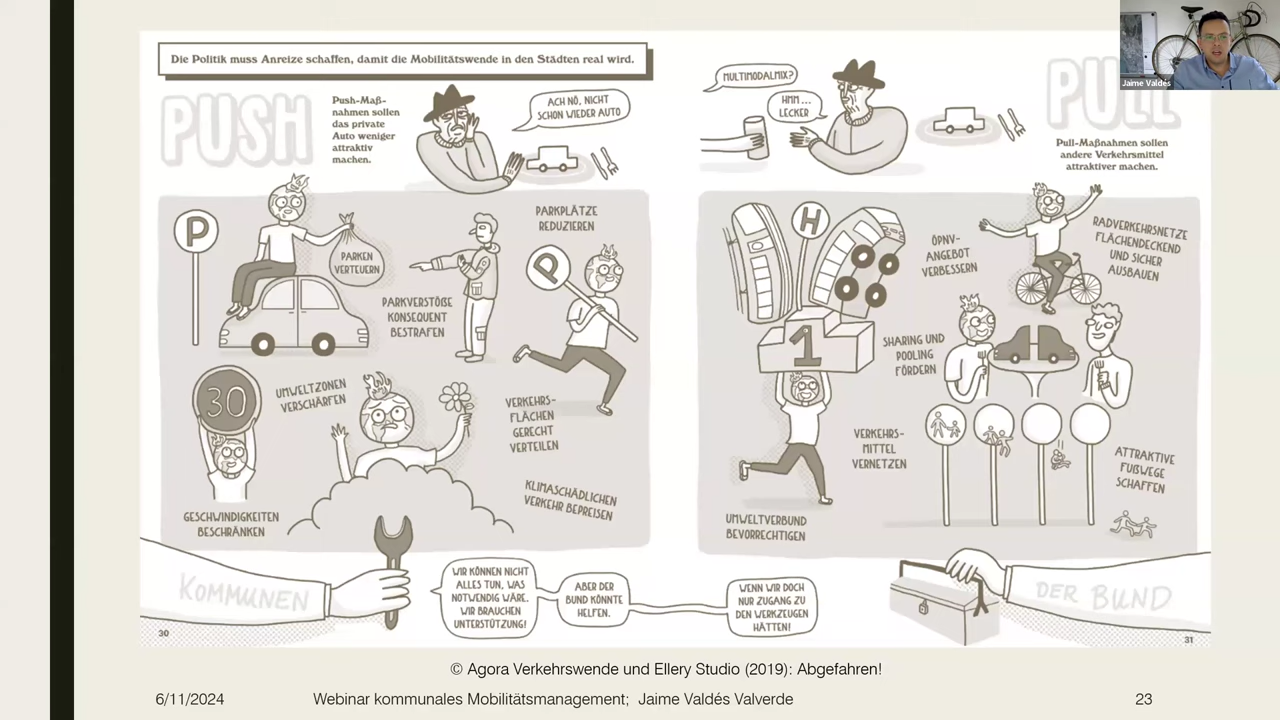 Die Politik muss Anreize schaffen, damit die Mobilitätswende in den Städten real wird.
PUSH
Push-Maß-
nahmen sollen
das private
Auto weniger
attraktiv
machen.
ACH NÖ, NICHT
SCHON WIEDER AUTO
P
PARKEN
VERTEUERN
PARKPLÄTZE
REDUZIEREN
P
PARKVERSTÖßE
KONSEQUENT
BESTRAFEN
30
UMWELTZONEN
VERSCHÄRFEN
VERKEHRS-
FLÄCHEN
GERECHT
VERTEILEN
KLIMASCHÄDLICHEN
VERKEHR BEPREISEN
GESCHWINDIGKEITEN
BESCHRÄNKEN
KOMMUNEN
WIR KÖNNEN NICHT
ALLES TUN, WAS
NOTWENDIG WÄRE.
WIR BRAUCHEN
UNTERSTÜTZUNG!
ABER DER
BUND KÖNNTE
HELFEN.
30
MULTIMODALMIX?
HMM ...
LECKER
PULL
Jaime Valdés
Pull-Maßnahmen sollen
andere Verkehrsmittel
attraktiver machen.
H
ÖPNV-
ANGEBOT
VERBESSERN
RADVERKEHRSNETZE
FLÄCHENDECKEND
UND SICHER
AUSBAUEN
1
SHARING UND
POOLING
FÖRDERN
VERKEHRS-
MITTEL
VERNETZEN
ATTRAKTIVE
FUßWEGE
SCHAFFEN
UMWELTVERBUND
BEVORRECHTIGEN
WENN WIR DOCH
NUR ZUGANG ZU
DEN WERKZEUGEN
HÄTTEN!
DER BUND
31
© Agora Verkehrswende und Ellery Studio (2019): Abgefahren!
6/11/2024
Webinar kommunales Mobilitätsmanagement; Jaime Valdés Valverde
23